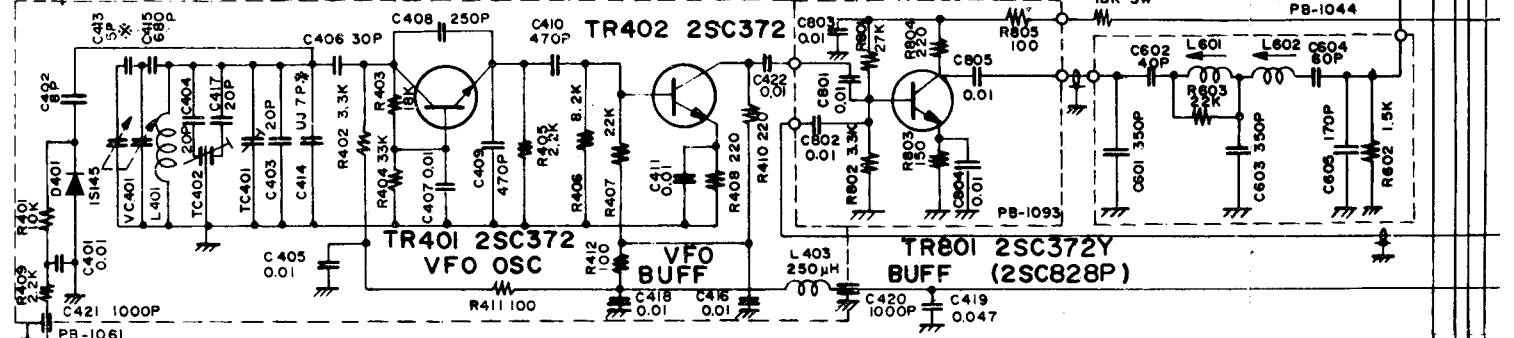 C413
5P ※
C415
680P
C406 30P
C408 250P
C410
470P
TR402 2SC372
C422
0.01
C803
0.01
R801
27K
R804
220
R805
100
PB-1044
C805
0.01
C801
0.01
C802
0.01
R802 3.3K
R803
150
C804
0.01
PB-1093
C602
40P
L601
L602
C604
60P
R603
22K
C601 350P
C603 350P
C605 170P
R602 1.5K
C402
8P
D401
1S145
VC401
L401
C404
20P
C417
20P
TC402
TC401
C403 20P
C414 UJ 7P※
R402 3.3K
R403
18K
R404 33K
C407 0.01
C409
470P
R405
2.2K
R406 8.2K
R407 22K
C411
0.01
R408 220
R410 220
R401
10K
C401
0.01
R409
2.2K
C421 1000P
PB-1061
C405
0.01
TR401 2SC372
VFO OSC
R411 100
R412
100
VFO
BUFF
C418
0.01
C416
0.01
L403
250μH
C420
1000P
C419
0.047
TR801 2SC372Y
BUFF (2SC828P)